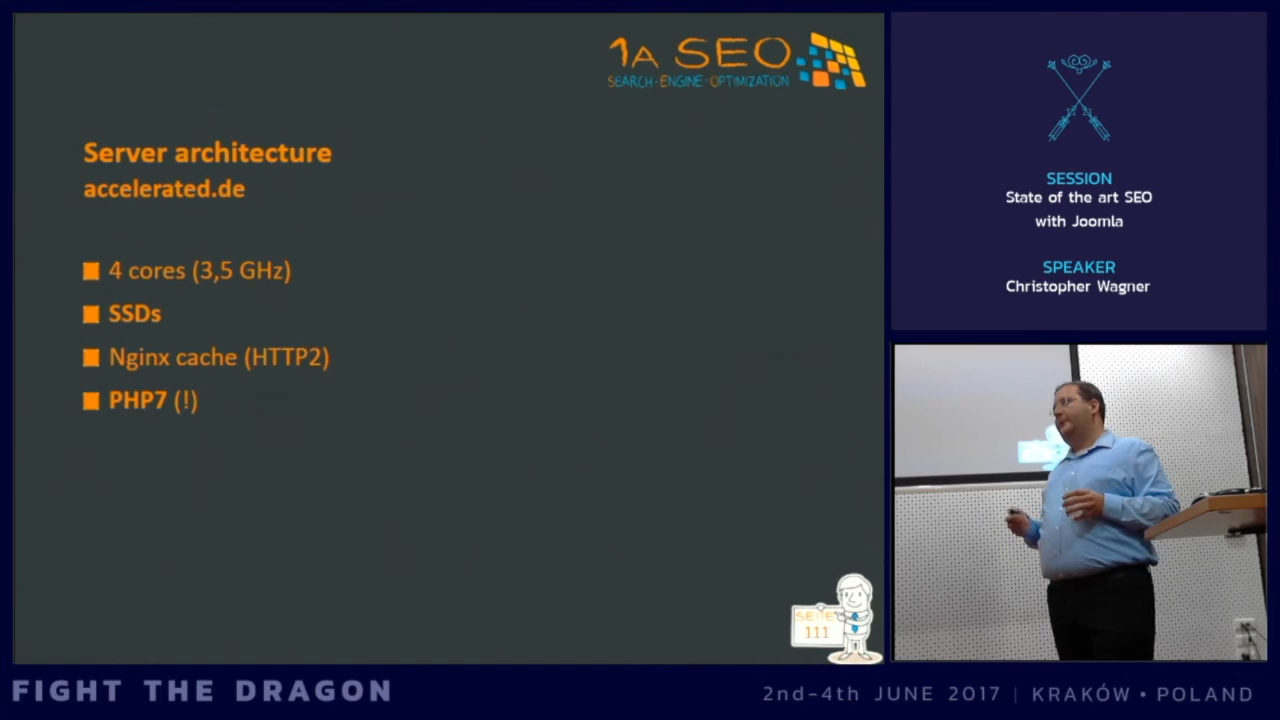 1A SEO
SEARCH-ENGINE-OPTIMIZATION
Server architecture
accelerated.de
4 cores (3,5 GHz)
SSDs
Nginx cache (HTTP2)
PHP7 (!)
SEITE
111
SESSION
State of the art SEO
with Joomla
SPEAKER
Christopher Wagner
FIGHT THE DRAGON
2nd-4th JUNE 2017 | KRAKÓW • POLAND